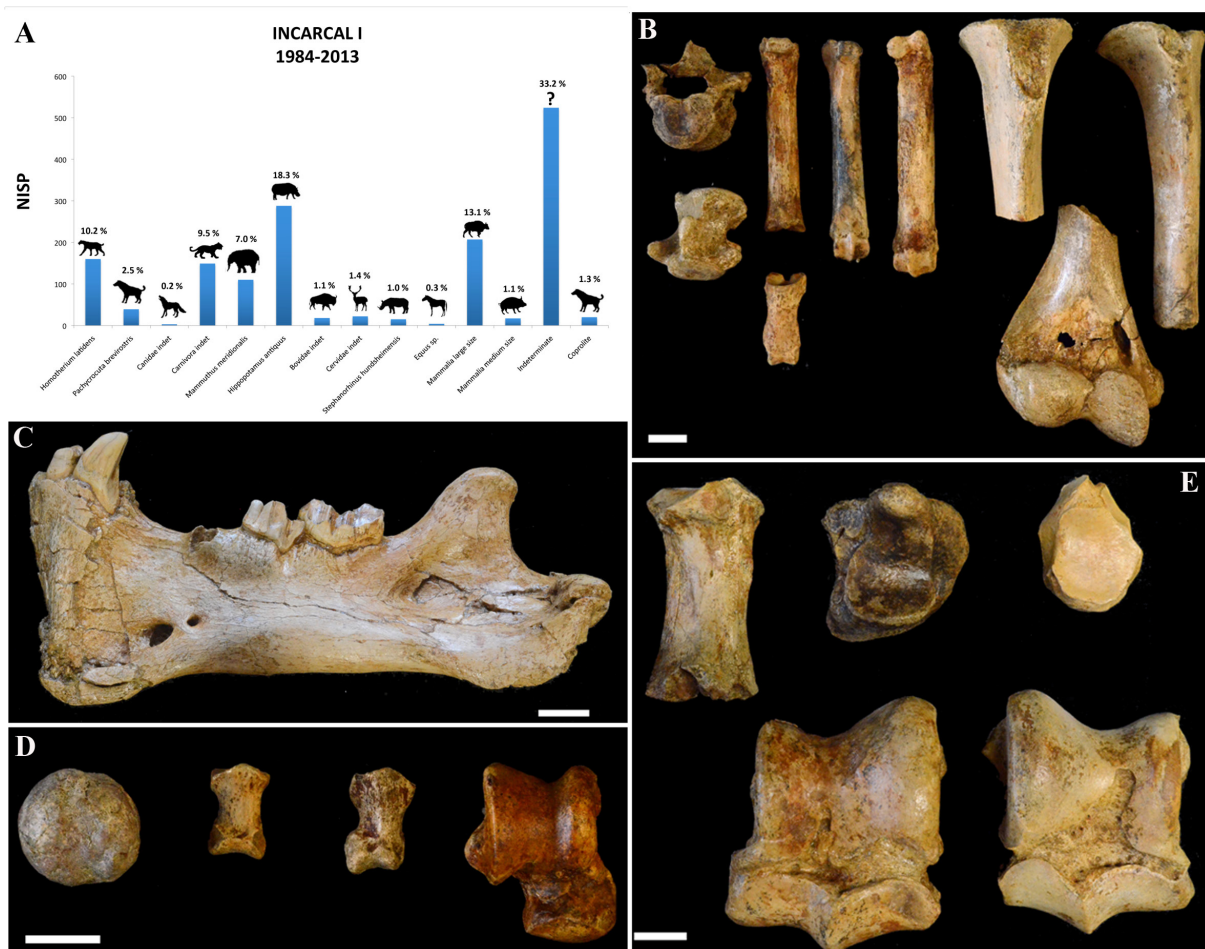 A
INCARCAL I
1984-2013
NISP
600
500
400
300
200
100
0
10.2 %
2.5 %
0.2 %
9.5 %
7.0 %
18.3 %
1.1 %
1.4 %
1.0 %
0.3 %
13.1 %
1.1 %
33.2 %
?
1.3 %
Homotherium latidens
Pachycrocuta brevirostris
Canidae indet
Carnivora indet
Mammuthus meridionalis
Hippopotamus antiquus
Bovidae indet
Cervidae indet
Stephanorhinus hundsheimensis
Equus sp.
Mammalia large size
Mammalia medium size
Indeterminate
Coprolite
B
C
D
E